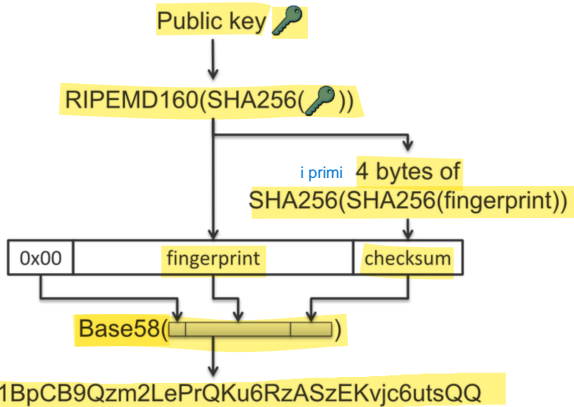 Public key
RIPEMD160(SHA256( ))
i primi 4 bytes of
SHA256(SHA256(fingerprint))
0x00 fingerprint checksum
Base58( )
1BpCB9Qzm2LePrQKu6RzASzEKvjc6utsQQ